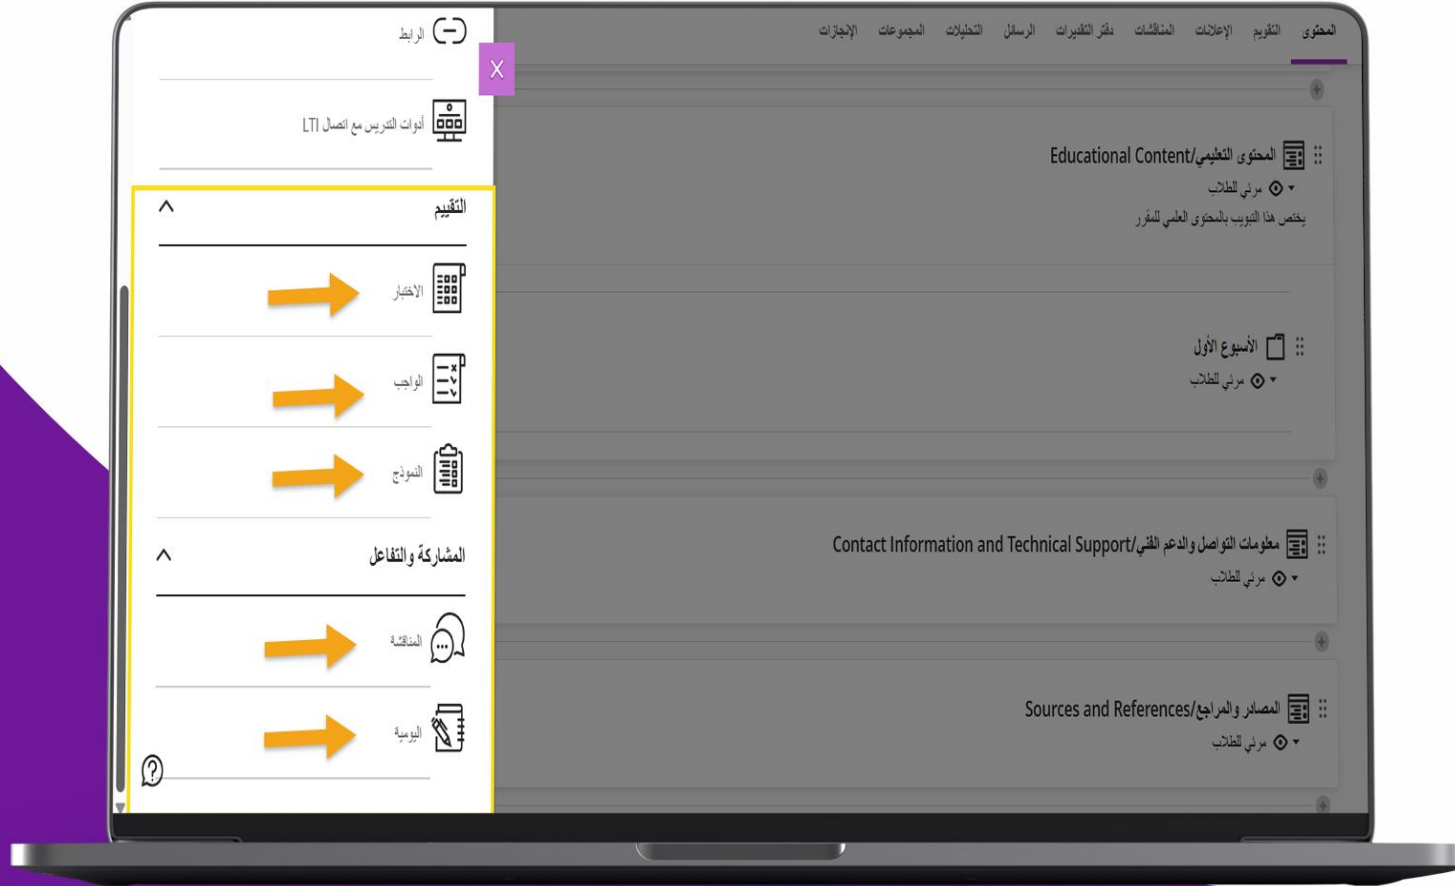 المحتوى التقويم الإعلانات المناقشات دفتر التقديرات الرسائل التحليلات المجموعات الإنجازات
المحتوى التعليمي/Educational Content
مرئي للطلاب
يختص هذا التبويب بالمحتوى العلمي للمقرر
الأسبوع الأول
مرئي للطلاب
معلومات التواصل والدعم الفني/Contact Information and Technical Support
مرئي للطلاب
المصادر والمراجع/Sources and References
مرئي للطلاب
X
الرابط
أدوات التدريس مع اتصال LTI
التقييم
الاختبار
الواجب
النموذج
المشاركة والتفاعل
المناقشة
اليومية